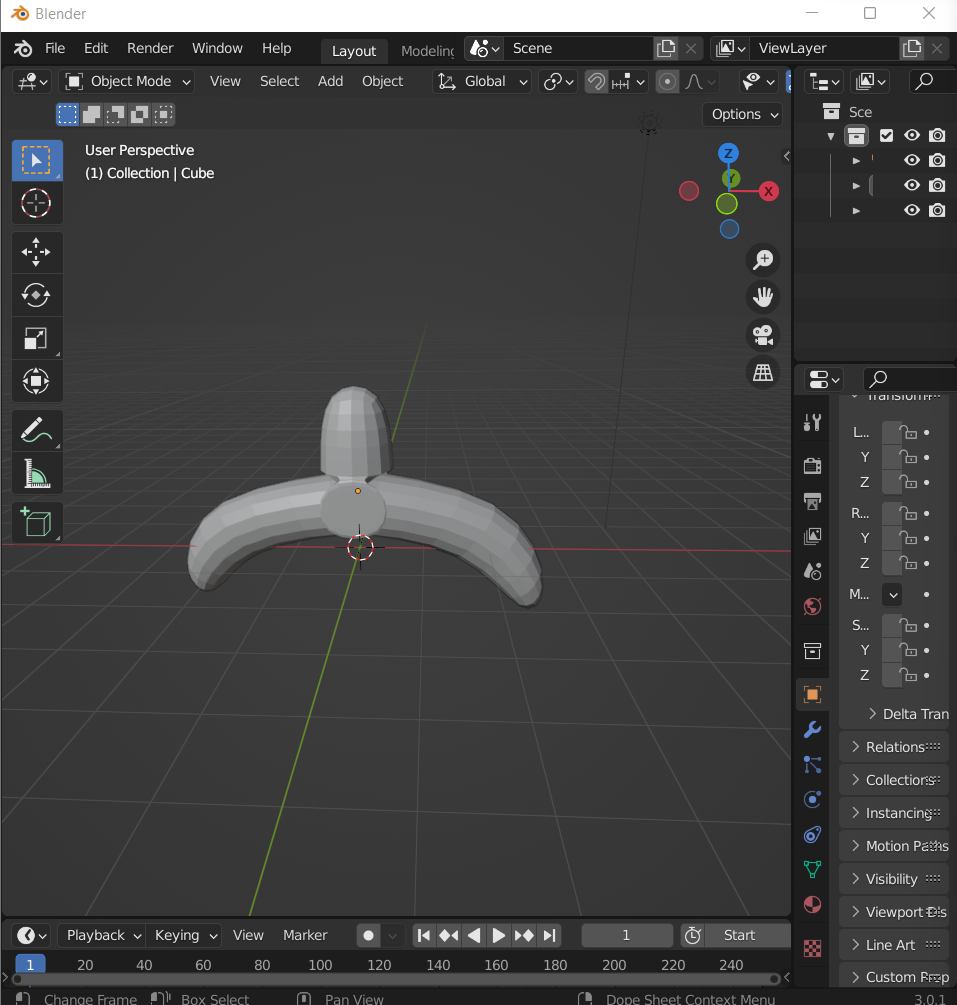 Blender
File Edit Render Window Help Layout Modeling Scene ViewLayer
Object Mode View Select Add Object Global
Options
User Perspective
(1) Collection | Cube
Z
Y
X
Sce
Transform
L...
Y
Z
R...
Y
Z
M...
S...
Y
Z
Delta Tran
Relations
Collections
Instancing
Motion Paths
Visibility
Viewport Dis
Line Art
Custom Prop
Playback Keying View Marker 1 Start
1 20 40 60 80 100 120 140 160 180 200 220 240
Change Frame Box Select Pan View Dope Sheet Context Menu 3.0.1